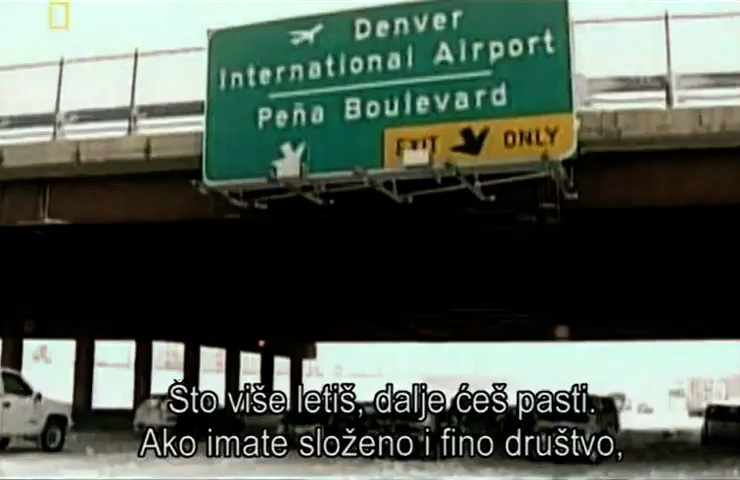 Denver
International Airport
Peña Boulevard
EXIT ONLY
Što više letiš, dalje ćeš pasti.
Ako imate složeno i fino društvo,